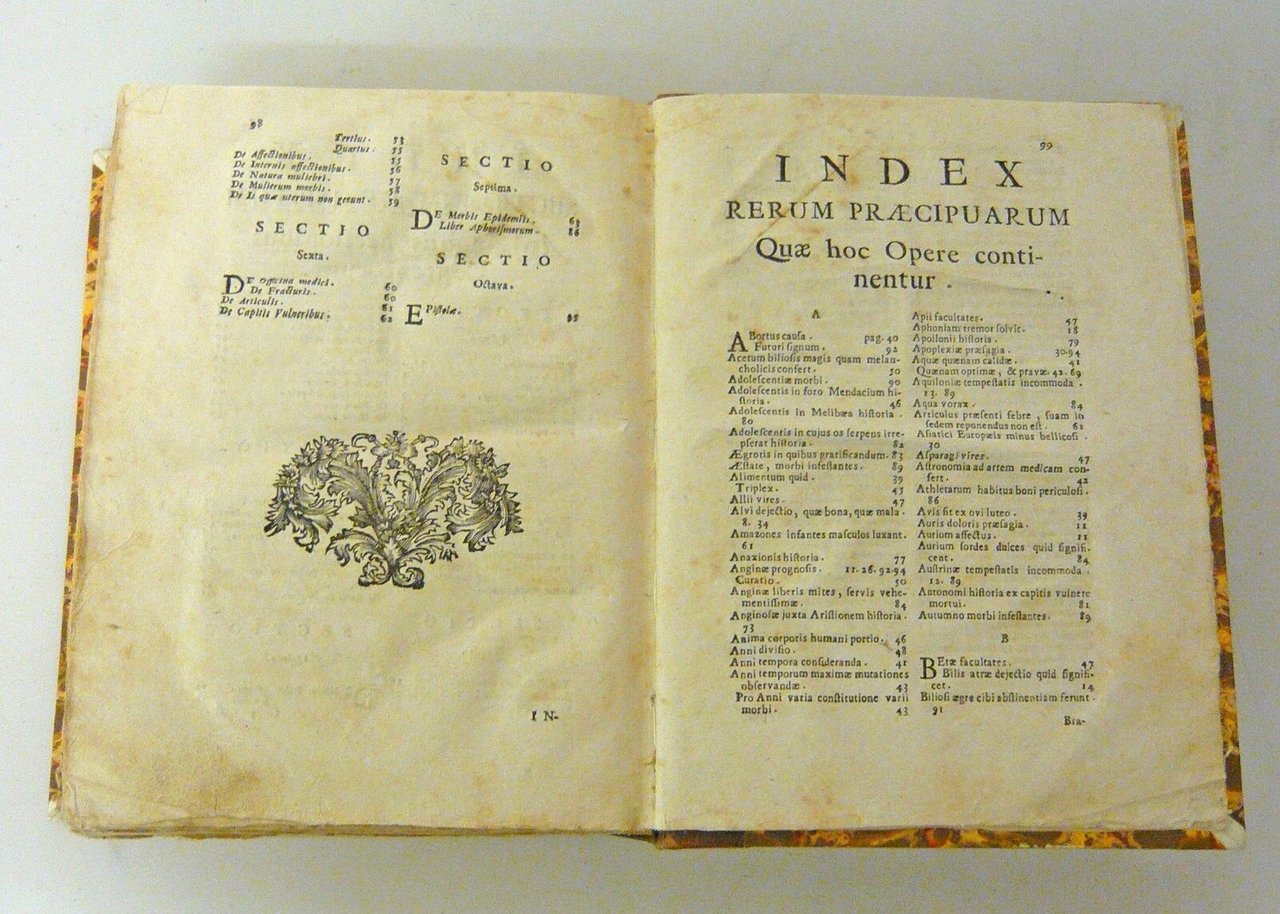 98
Tertius. 53
Quartus. 55
De Affectionibus. 55
De Internis affectionibus. 56
De Natura muliebri. 57
De Mulierum morbis. 58
De Is quæ uterum non gerunt. 59
SECTIO
Sexta.
DE Officina medici. 60
De Fracturis. 60
De Articulis. 61
De Capitis Vulneribus. 62
SECTIO
Septima.
DE Morbis Epidemiis. 63
Liber Aphoriſmorum. 86
SECTIO
Octava.
EPiſtolæ. 95
IN-
99
INDEX
RERUM PRÆCIPUARUM
Quæ hoc Opere conti-
nentur.
A
ABortus cauſa. pag. 40
Futuri ſignum. 92
Acetum bilioſis magis quam melan-
cholicis confert. 50
Adoleſcentiæ morbi. 90
Adoleſcentis in foro Mendacium hi-
ſtoria. 46
Adoleſcentis in Melibæa hiſtoria.
80
Adoleſcentis in cujus os ſerpens irre-
pſerat hiſtoria. 82
Ægrotis in quibus gratificandum. 83
Æſtate, morbi infeſtantes. 89
Alimentum quid. 39
Triplex. 45
Allii vires. 47
Alvi dejectio, quæ bona, quæ mala.
8. 34
Amazones infantes maſculos luxant.
61
Anaxionis hiſtoria. 77
Anginæ prognoſis. 11. 26. 92. 94
Curatio. 50
Anginæ liberis mites, ſervis vehe-
mentiſſimæ. 84
Anginoſæ juxta Ariſtionem hiſtoria.
73
Anima corporis humani portio. 46
Anni diviſio. 48
Anni tempora conſideranda. 41
Anni temporum maximæ mutationes
obſervandæ. 43
Pro Anni varia conſtitutione varii
morbi. 43
Apii facultates. 47
Aphoniam tremor ſolvit. 18
Apollonii hiſtoria. 79
Apoplexiæ præſagia. 30. 94
Aquæ quænam calidæ. 41
Quænam optimæ, & pravæ. 42. 69
Aquiloniæ tempeſtatis incommoda.
13. 89
Aqua vorax. 84
Articulus præſenti febre, ſuam in
ſedem reponendus non eſt. 61
Aſiatici Europæis minus bellicoſi.
30
Aſparagi vires. 47
Aſtronomia ad artem medicam con-
fert. 42
Athletarum habitus boni periculoſi.
86
Avis fit ex ovi luteo. 39
Auris doloris præſagia. 11
Aurium affectus. 11
Aurium ſordes dulces quid ſignifi-
cent. 84
Auſtrinæ tempeſtatis incommoda.
12. 89
Autonomi hiſtoria ex capitis vulnere
mortui. 81
Autumno morbi infeſtantes. 89
B
BEtæ facultates. 47
Bilis atræ dejectio quid ſignifi-
cet. 14
Bilioſi ægre cibi abſtinentiam ferunt.
91
Bra-